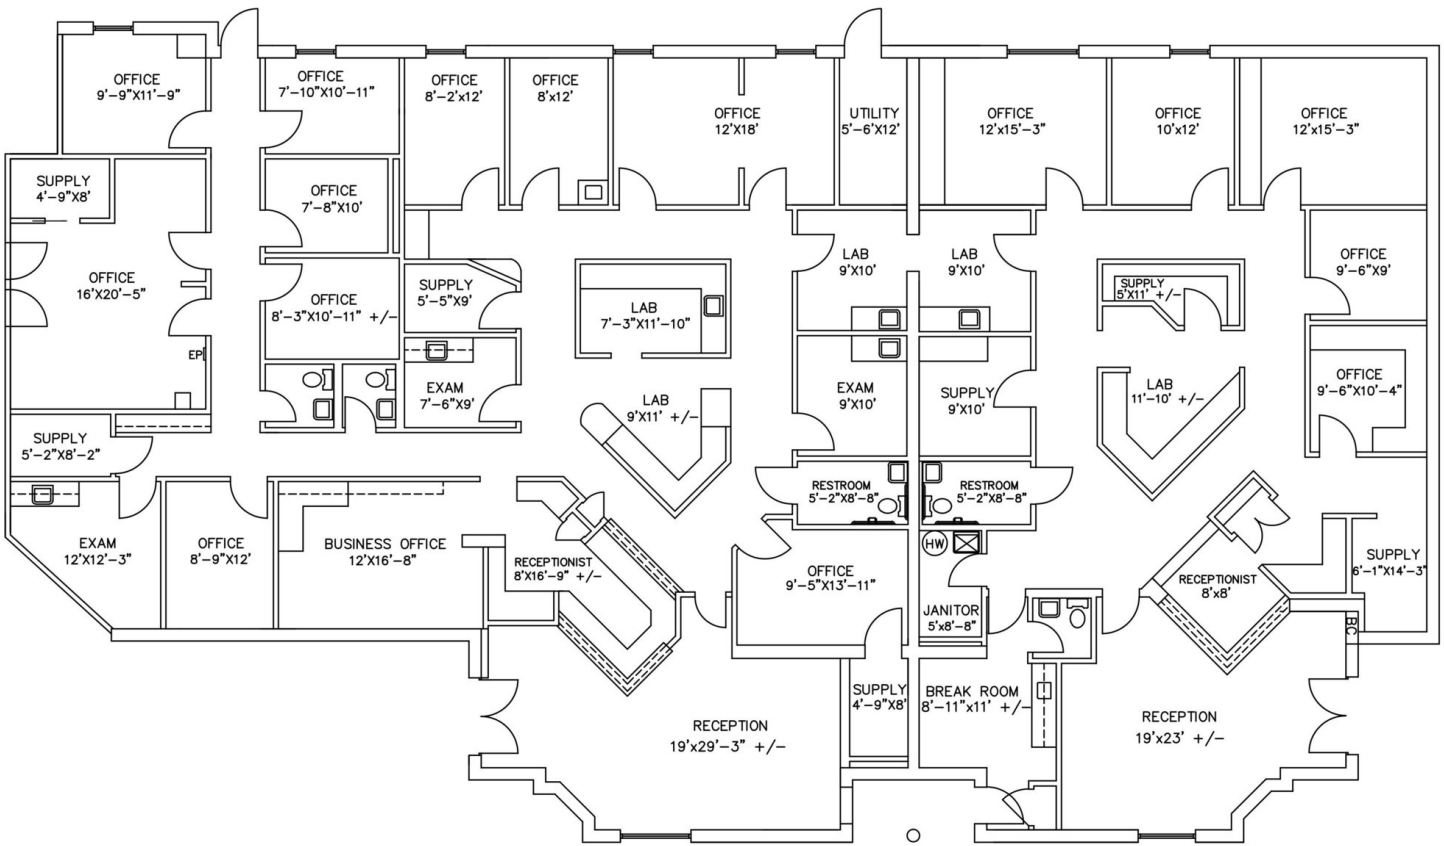 OFFICE
9'-9"X11'-9"
OFFICE
7'-10"X10'-11"
OFFICE
8'-2'x12'
OFFICE
8'x12'
OFFICE
12'X18'
UTILITY
5'-6'X12'
OFFICE
12'x15'-3"
OFFICE
10'x12'
OFFICE
12'x15'-3"
SUPPLY
4'-9"X8'
OFFICE
7'-8"X10'
OFFICE
16'X20'-5"
OFFICE
8'-3"X10'-11" +/-
SUPPLY
5'-5"X9'
LAB
7'-3"X11'-10"
LAB
9'X10'
LAB
9'X10'
SUPPLY
5'X11' +/-
OFFICE
9'-6"X9'
EP
EXAM
7'-6"X9'
LAB
9'X11' +/-
EXAM
9'X10'
SUPPLY
9'X10'
LAB
11'-10' +/-
OFFICE
9'-6"X10'-4"
SUPPLY
5'-2"X8'-2"
RESTROOM
5'-2"X8'-8"
RESTROOM
5'-2"X8'-8"
EXAM
12'X12'-3"
OFFICE
8'-9"X12'
BUSINESS OFFICE
12'X16'-8"
RECEPTIONIST
8'X16'-9" +/-
OFFICE
9'-5"X13'-11"
HW
JANITOR
5'x8'-8"
RECEPTIONIST
8'x8'
SUPPLY
6'-1"X14'-3"
BC
SUPPLY
4'-9"X8'
BREAK ROOM
8'-11"x11' +/-
RECEPTION
19'x29'-3" +/-
RECEPTION
19'x23' +/-